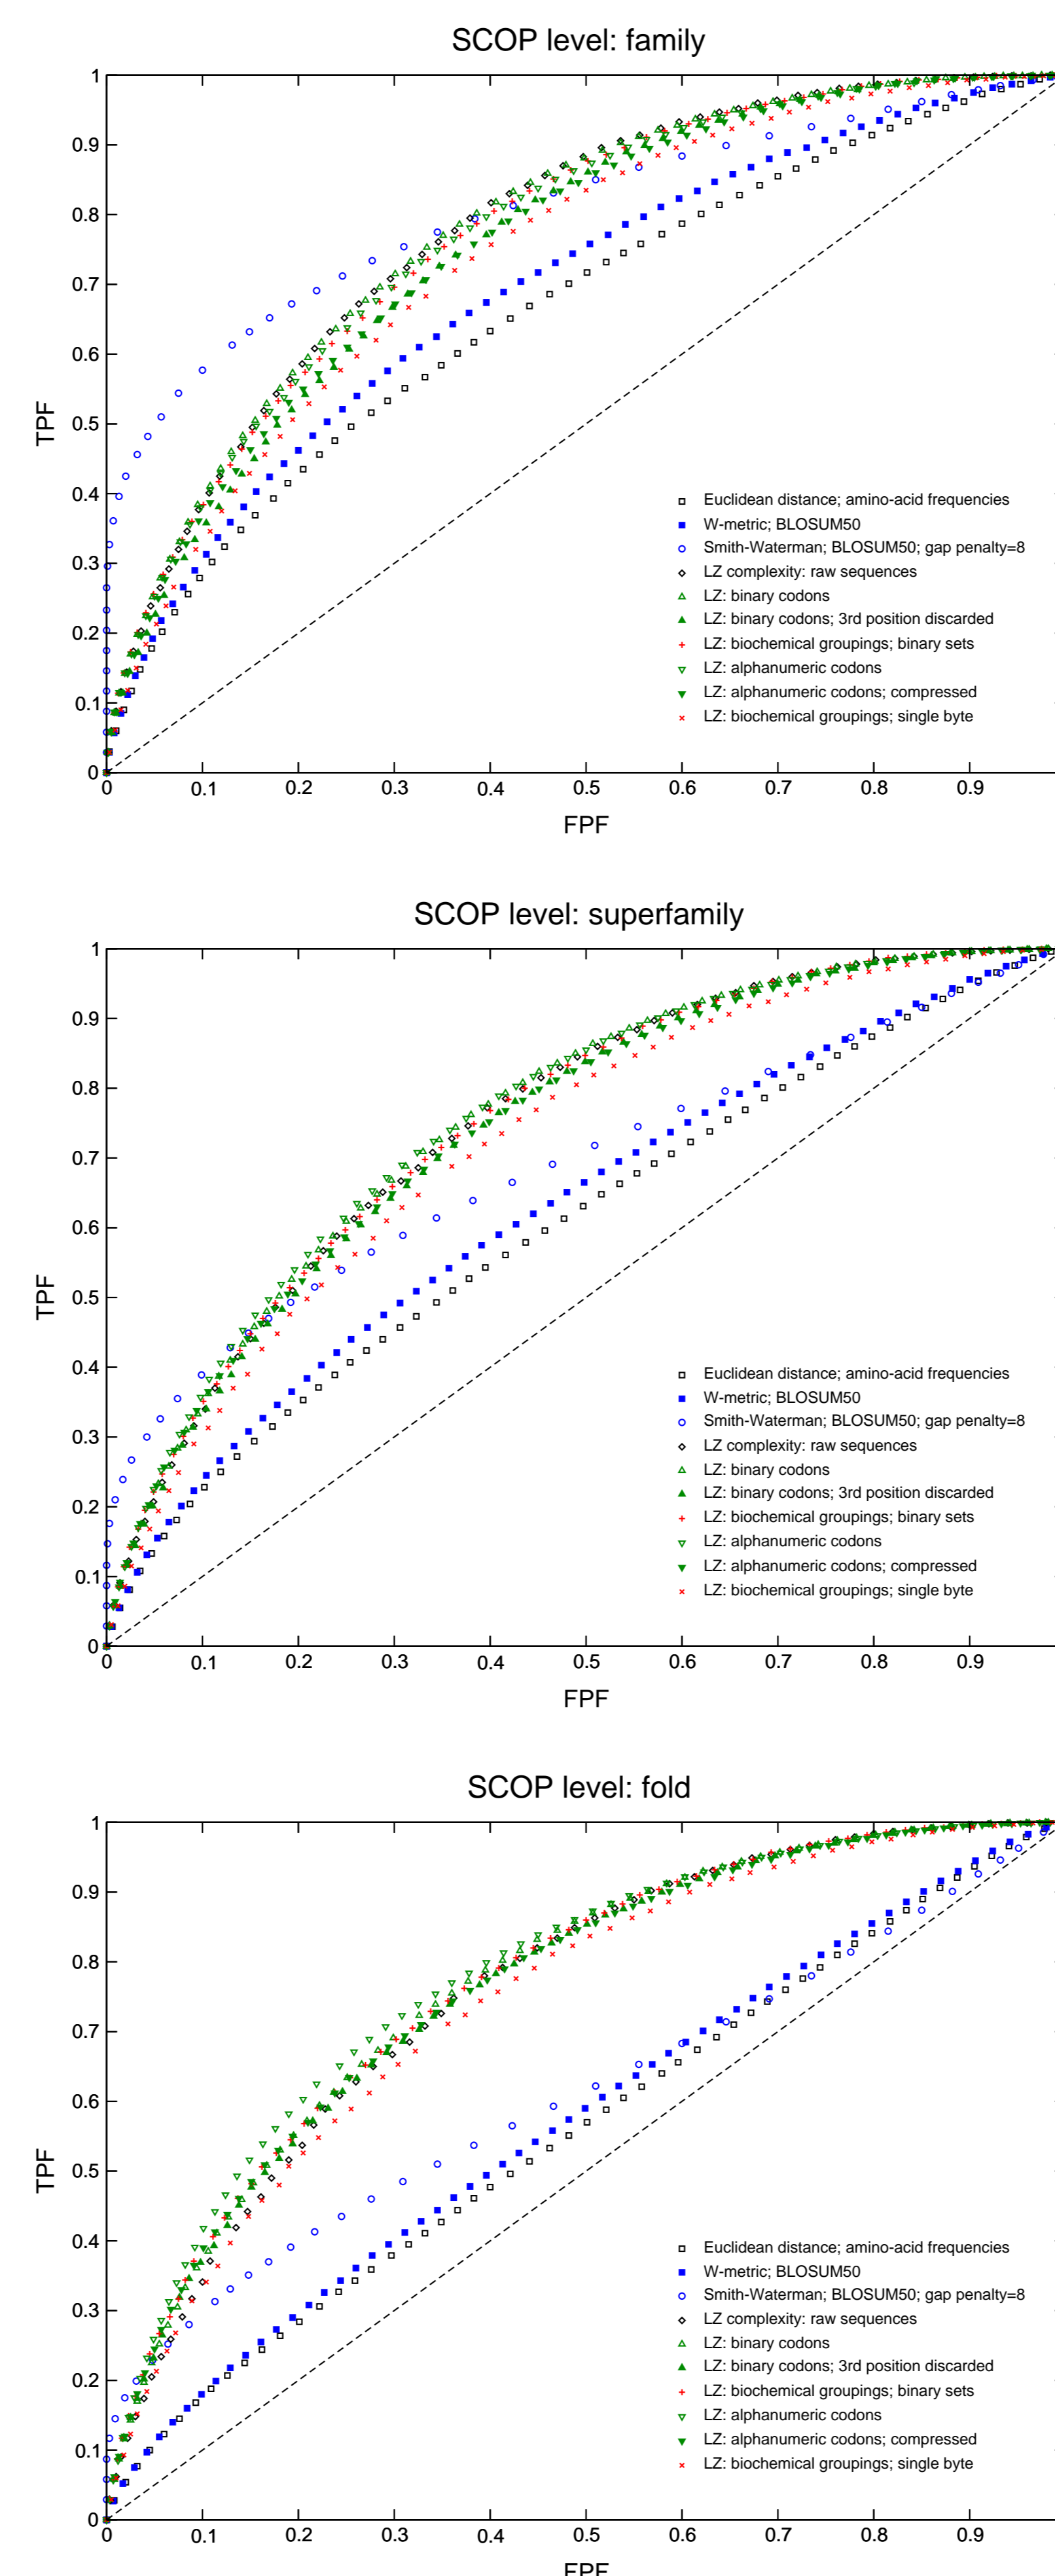 SCOP level: family
1
0.9
0.8
0.7
0.6
0.5
0.4
0.3
0.2
0.1
0
TPF
Euclidean distance; amino-acid frequencies
W-metric; BLOSUM50
Smith-Waterman; BLOSUM50; gap penalty=8
LZ complexity: raw sequences
LZ: binary codons
LZ: binary codons; 3rd position discarded
LZ: biochemical groupings; binary sets
LZ: alphanumeric codons
LZ: alphanumeric codons; compressed
LZ: biochemical groupings; single byte
0 0.1 0.2 0.3 0.4 0.5 0.6 0.7 0.8 0.9
FPF
SCOP level: superfamily
1
0.9
0.8
0.7
0.6
0.5
0.4
0.3
0.2
0.1
0
TPF
Euclidean distance; amino-acid frequencies
W-metric; BLOSUM50
Smith-Waterman; BLOSUM50; gap penalty=8
LZ complexity: raw sequences
LZ: binary codons
LZ: binary codons; 3rd position discarded
LZ: biochemical groupings; binary sets
LZ: alphanumeric codons
LZ: alphanumeric codons; compressed
LZ: biochemical groupings; single byte
0 0.1 0.2 0.3 0.4 0.5 0.6 0.7 0.8 0.9
FPF
SCOP level: fold
1
0.9
0.8
0.7
0.6
0.5
0.4
0.3
0.2
0.1
0
TPF
Euclidean distance; amino-acid frequencies
W-metric; BLOSUM50
Smith-Waterman; BLOSUM50; gap penalty=8
LZ complexity: raw sequences
LZ: binary codons
LZ: binary codons; 3rd position discarded
LZ: biochemical groupings; binary sets
LZ: alphanumeric codons
LZ: alphanumeric codons; compressed
LZ: biochemical groupings; single byte
0 0.1 0.2 0.3 0.4 0.5 0.6 0.7 0.8 0.9
FPF